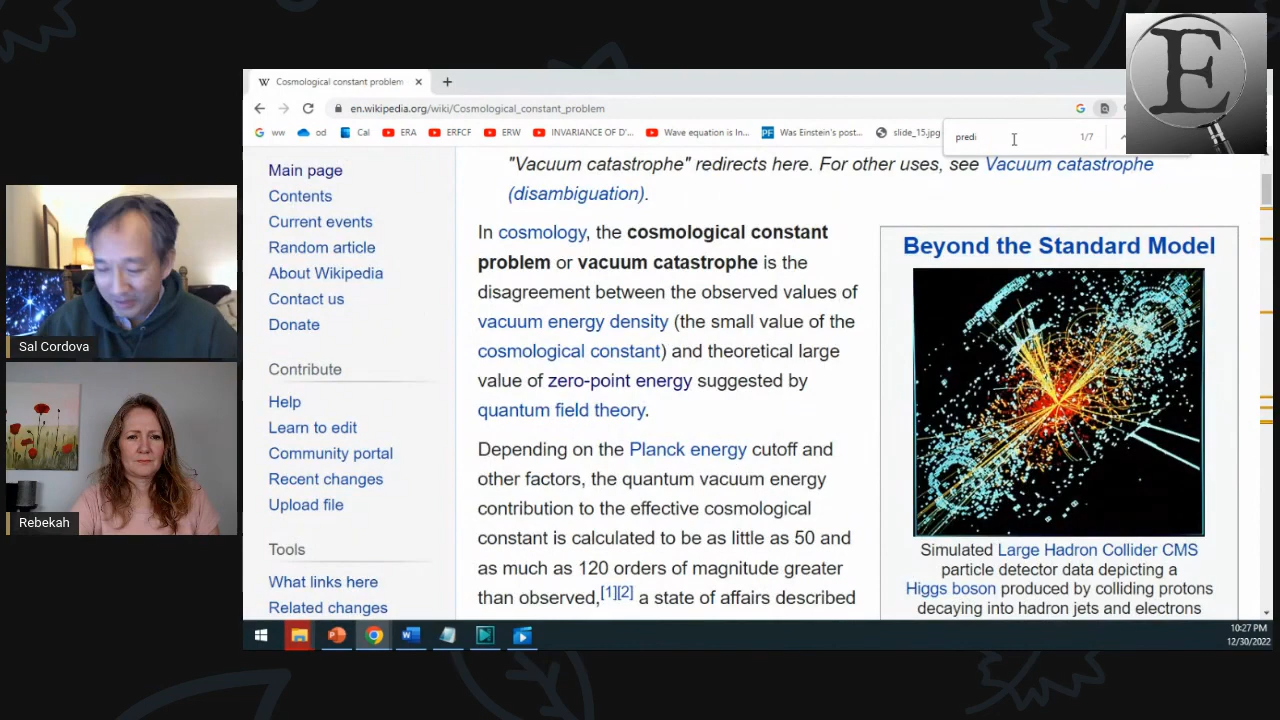 E
W Cosmological constant problem × +
en.wikipedia.org/wiki/Cosmological_constant_problem
G ww
od
Cal
ERA
ERFCF
ERW
INVARIANCE OF D'...
Wave equation is In...
PF Was Einstein's post...
slide_15.jpg
predi 1/7
Main page
Contents
Current events
Random article
About Wikipedia
Contact us
Donate
Contribute
Help
Learn to edit
Community portal
Recent changes
Upload file
Tools
What links here
Related changes
"Vacuum catastrophe" redirects here. For other uses, see Vacuum catastrophe
(disambiguation).
In cosmology, the cosmological constant
problem or vacuum catastrophe is the
disagreement between the observed values of
vacuum energy density (the small value of the
cosmological constant) and theoretical large
value of zero-point energy suggested by
quantum field theory.
Depending on the Planck energy cutoff and
other factors, the quantum vacuum energy
contribution to the effective cosmological
constant is calculated to be as little as 50 and
as much as 120 orders of magnitude greater
than observed,[1][2] a state of affairs described
Beyond the Standard Model
Simulated Large Hadron Collider CMS
particle detector data depicting a
Higgs boson produced by colliding protons
decaying into hadron jets and electrons
Sal Cordova
Rebekah
10:27 PM
12/30/2022